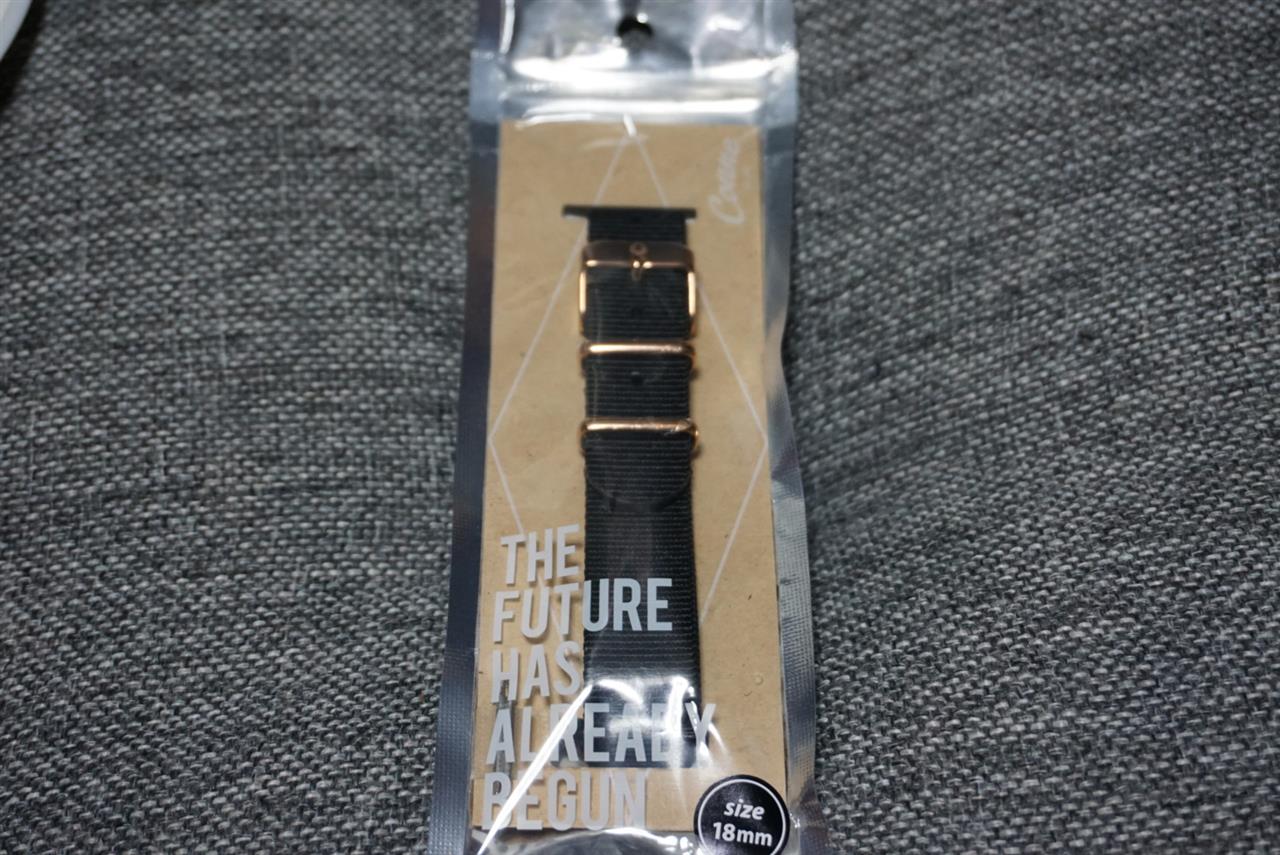 THE
FUTURE
HAS
ALREADY
BEGUN
size
18mm